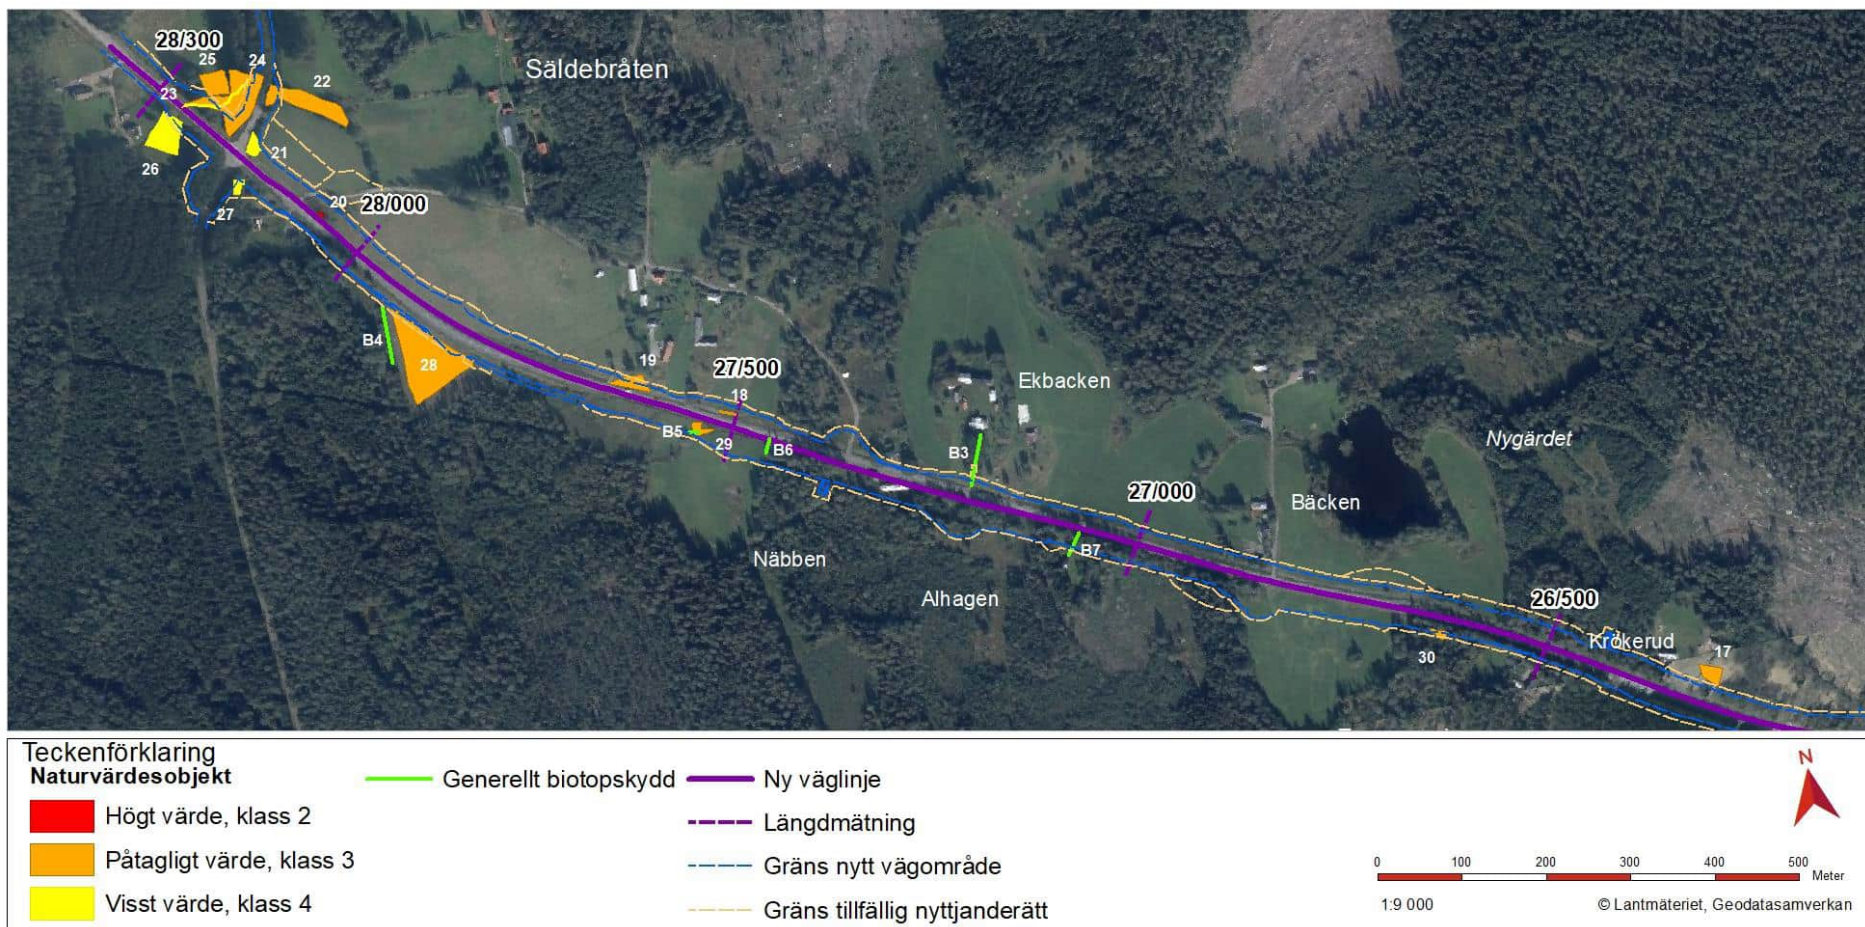 28/300
25
24
22
Säldebråten
23
21
26
20
28/000
27
B4
28
19
27/500
Ekbacken
18
B5
29
B6
B3
Nygärdet
27/000
Bäcken
Näbben
B7
Alhagen
26/500
Krökerud
30
17
Teckenförklaring
Naturvärdesobjekt
Högt värde, klass 2
Påtagligt värde, klass 3
Visst värde, klass 4
Generellt biotopskydd
Ny väglinje
Längdmätning
Gräns nytt vägområde
Gräns tillfällig nyttjanderätt
N
0 100 200 300 400 500
Meter
1:9 000
© Lantmäteriet, Geodatasamverkan